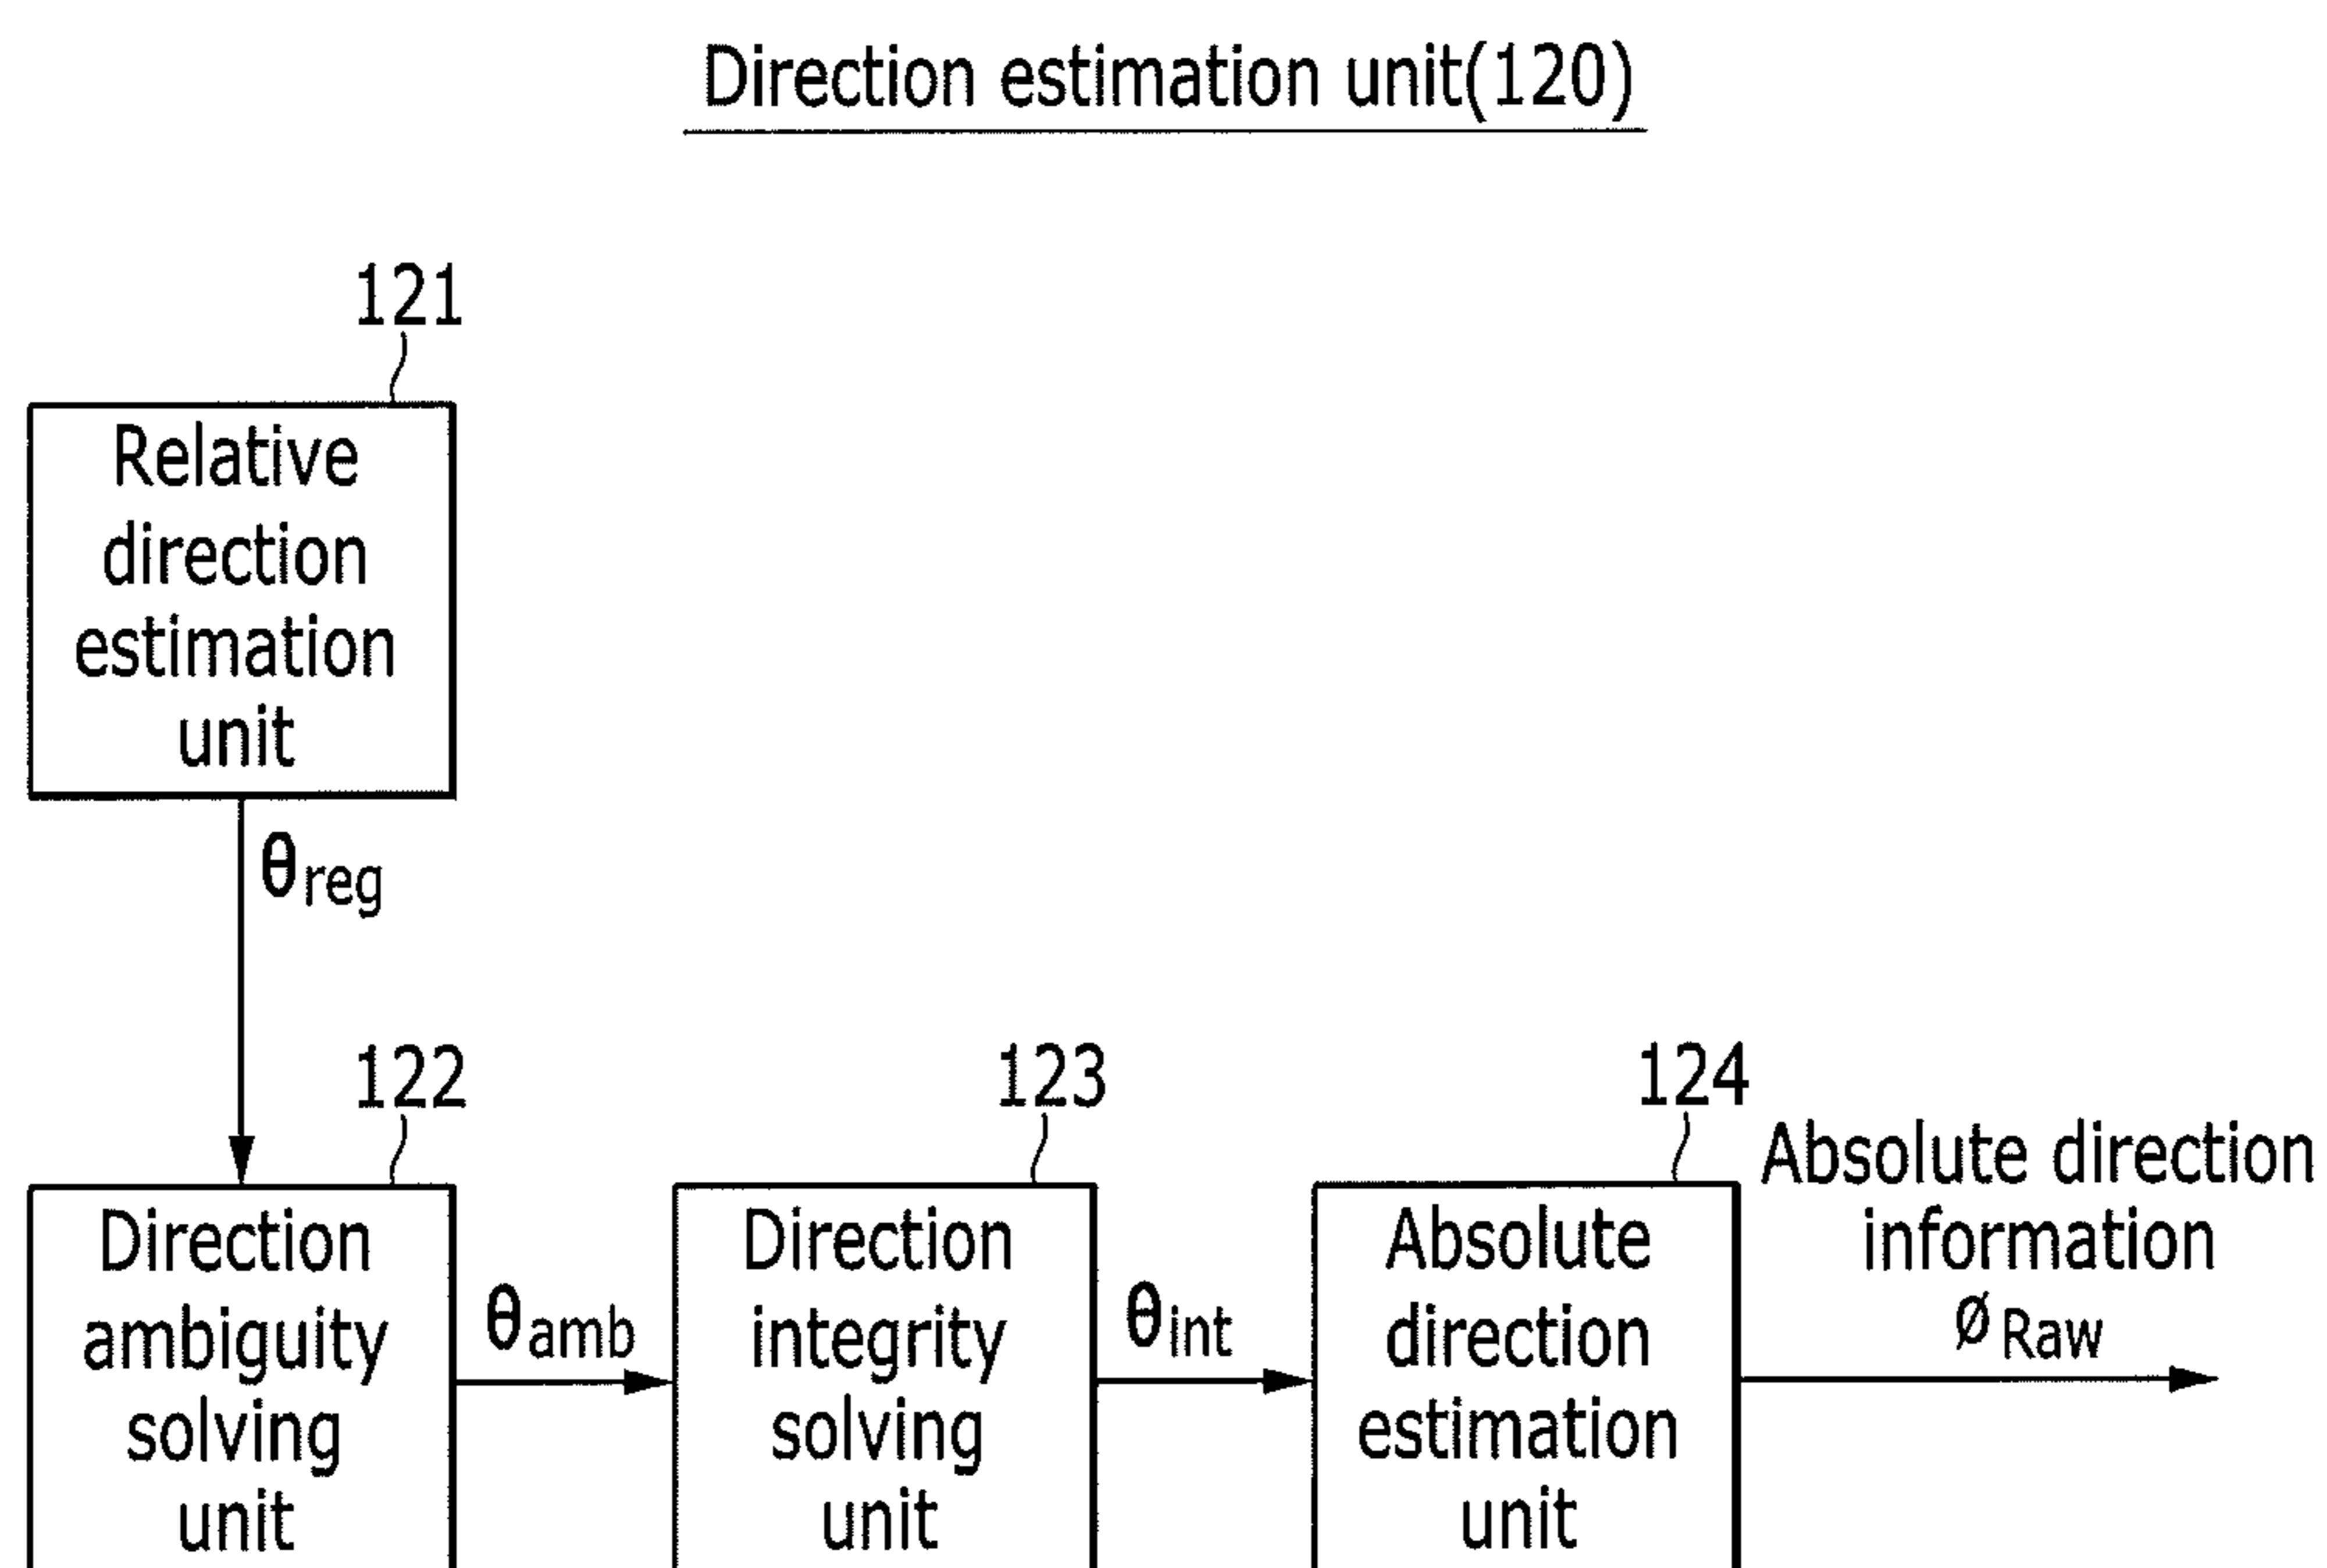 Direction estimation unit(120)
121
Relative
direction
estimation
unit
θreg
122
Direction
ambiguity
solving
unit
θamb
123
Direction
integrity
solving
unit
θint
124
Absolute
direction
estimation
unit
Absolute direction
information
ØRaw